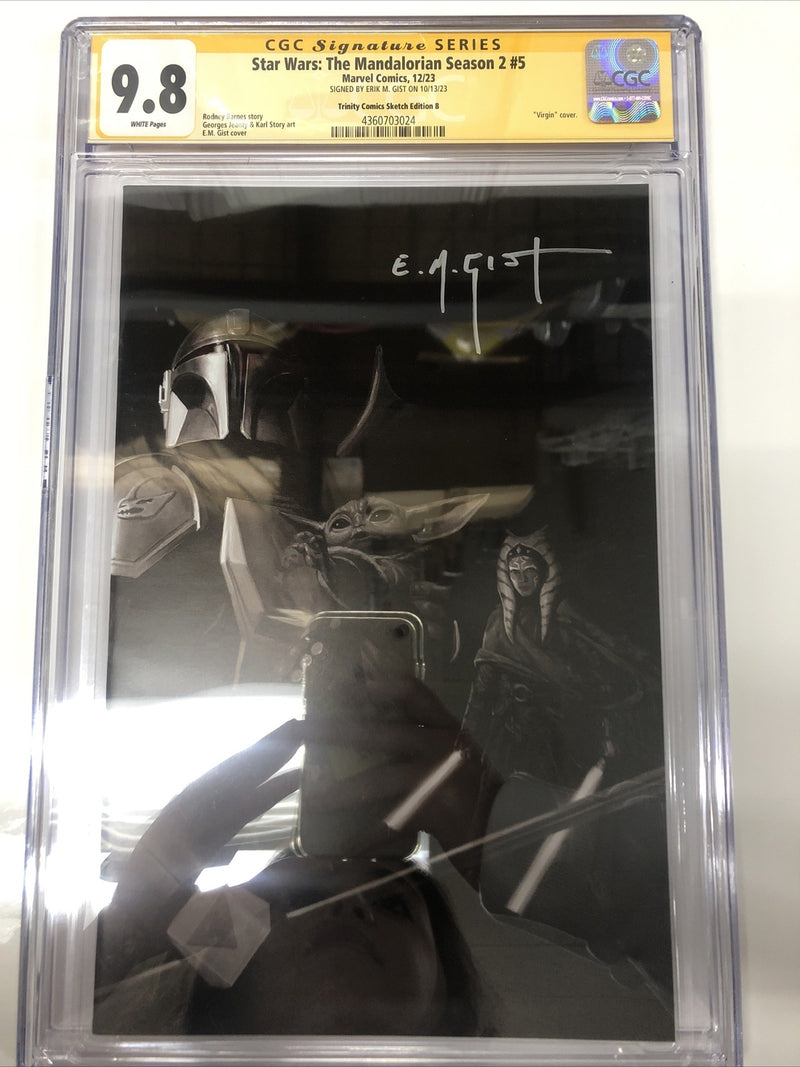 CGC Signature SERIES
Star Wars: The Mandalorian Season 2 #5
Marvel Comics, 12/23
SIGNED BY ERIK M. GIST ON 10/13/23
Trinity Comics Sketch Edition B
9.8
WHITE Pages
Rodney Barnes story
Georges Jeanty & Karl Story art
E.M. Gist cover
4360703024
"Virgin" cover.
CGC
E.M.GIST